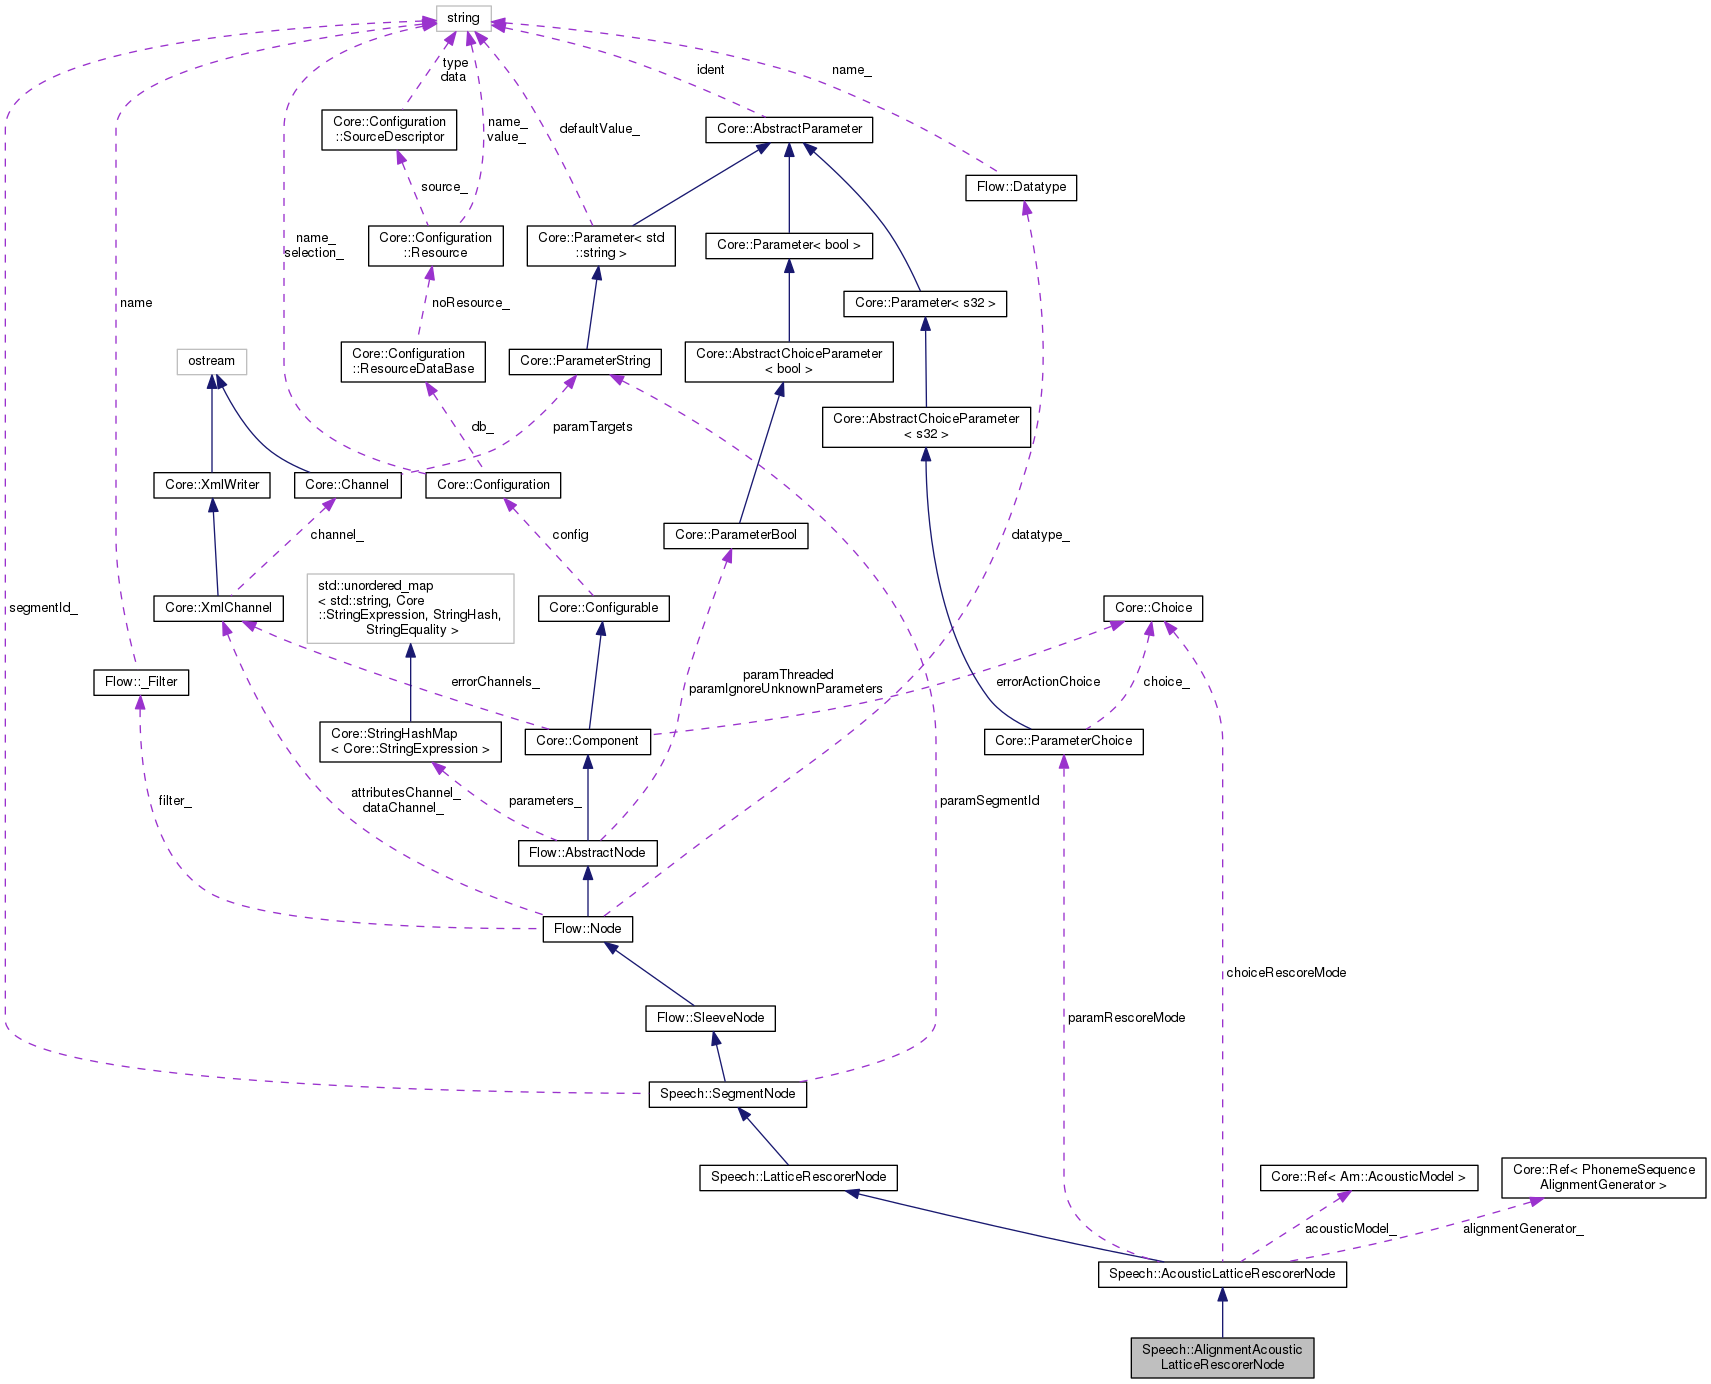 string
type
data
ident
name_
Core::Configuration
::SourceDescriptor
name_
value_
defaultValue_
Core::AbstractParameter
source_
Flow::Datatype
name_
selection_
Core::Configuration
::Resource
Core::Parameter< std
::string >
Core::Parameter< bool >
name
noResource_
Core::Parameter< s32 >
ostream
Core::Configuration
::ResourceDataBase
Core::ParameterString
Core::AbstractChoiceParameter
< bool >
db_
paramTargets
Core::AbstractChoiceParameter
< s32 >
Core::XmlWriter
Core::Channel
Core::Configuration
channel_
config
Core::ParameterBool
datatype_
segmentId_
Core::XmlChannel
std::unordered_map
< std::string, Core
::StringExpression, StringHash,
StringEquality >
Core::Configurable
Core::Choice
Flow::_Filter
errorChannels_
paramThreaded
paramIgnoreUnknownParameters
errorActionChoice
choice_
Core::StringHashMap
< Core::StringExpression >
Core::Component
Core::ParameterChoice
filter_
attributesChannel_
dataChannel_
parameters_
paramSegmentId
Flow::AbstractNode
Flow::Node
choiceRescoreMode
Flow::SleeveNode
paramRescoreMode
Speech::SegmentNode
Speech::LatticeRescorerNode
Core::Ref< Am::AcousticModel >
Core::Ref< PhonemeSequence
AlignmentGenerator >
acousticModel_
alignmentGenerator_
Speech::AcousticLatticeRescorerNode
Speech::AlignmentAcoustic
LatticeRescorerNode